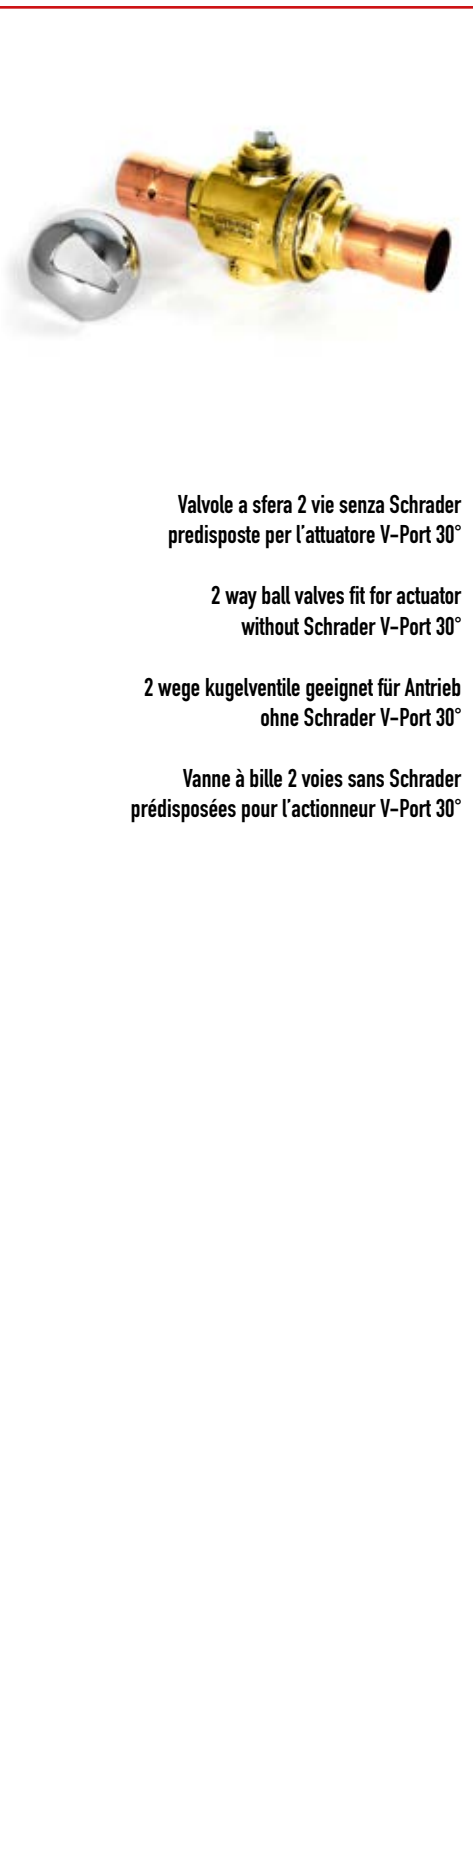 Valvole a sfera 2 vie senza Schrader
predisposte per l'attuatore V-Port 30°
2 way ball valves fit for actuator
without Schrader V-Port 30°
2 wege kugelventile geeignet für Antrieb
ohne Schrader V-Port 30°
Vanne à bille 2 voies sans Schrader
prédisposées pour l'actionneur V-Port 30°